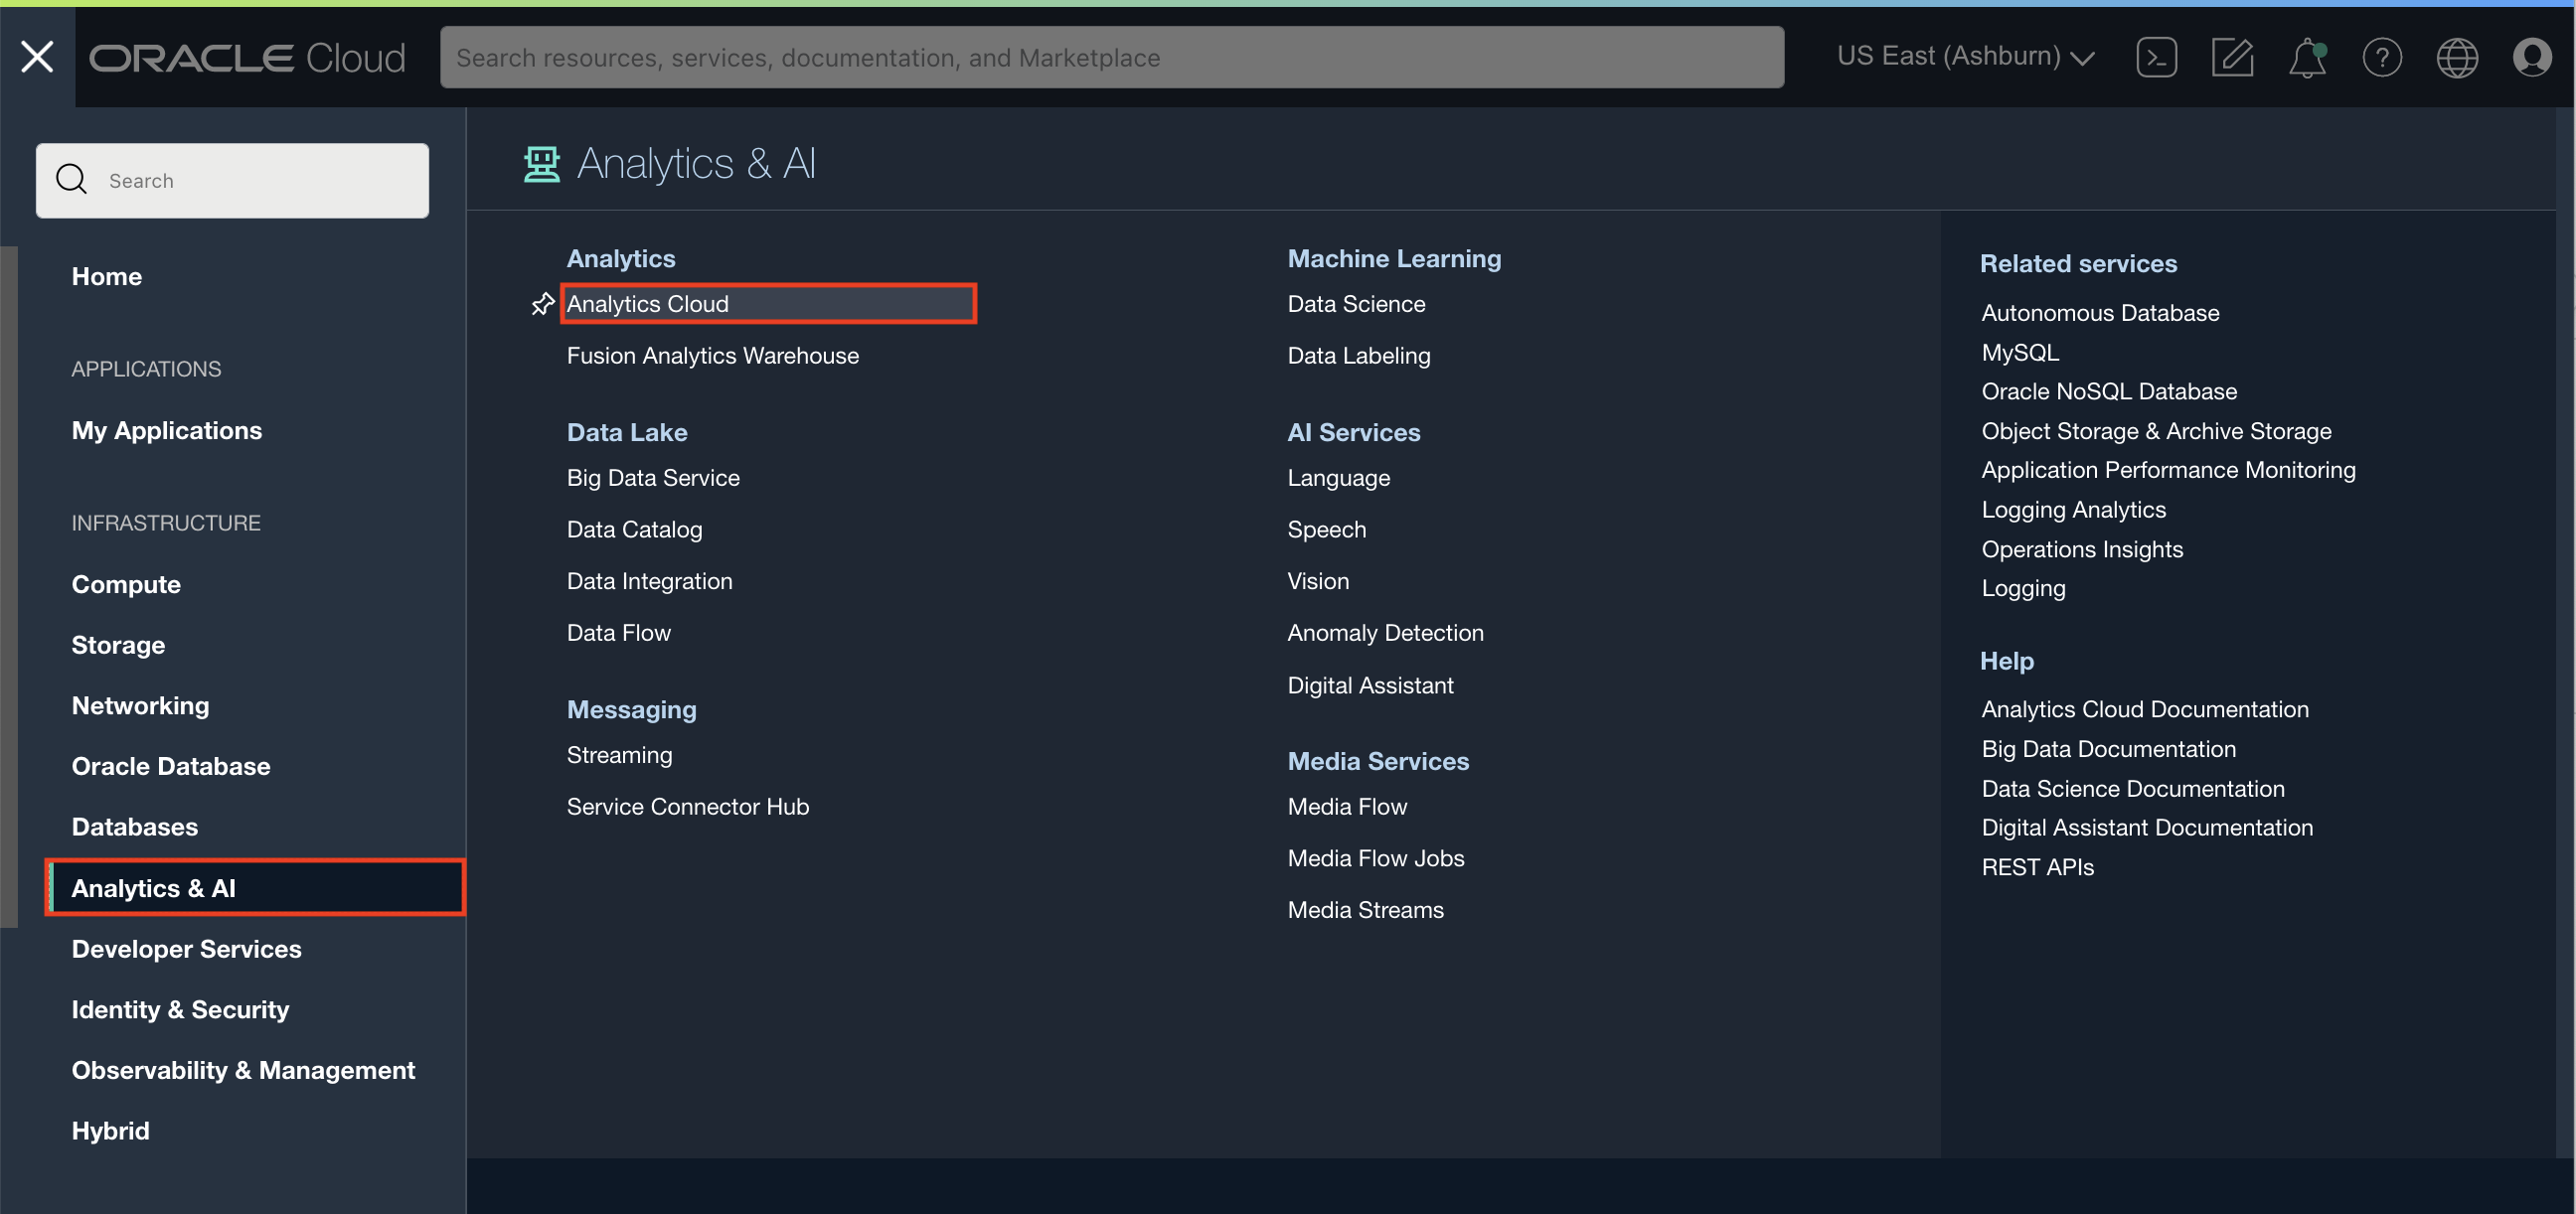 ORACLE Cloud
Search resources, services, documentation, and Marketplace
US East (Ashburn)
Search
Home
APPLICATIONS
My Applications
INFRASTRUCTURE
Compute
Storage
Networking
Oracle Database
Databases
Analytics & AI
Developer Services
Identity & Security
Observability & Management
Hybrid
Analytics & AI
Analytics
Analytics Cloud
Fusion Analytics Warehouse
Data Lake
Big Data Service
Data Catalog
Data Integration
Data Flow
Messaging
Streaming
Service Connector Hub
Machine Learning
Data Science
Data Labeling
AI Services
Language
Speech
Vision
Anomaly Detection
Digital Assistant
Media Services
Media Flow
Media Flow Jobs
Media Streams
Related services
Autonomous Database
MySQL
Oracle NoSQL Database
Object Storage & Archive Storage
Application Performance Monitoring
Logging Analytics
Operations Insights
Logging
Help
Analytics Cloud Documentation
Big Data Documentation
Data Science Documentation
Digital Assistant Documentation
REST APIs